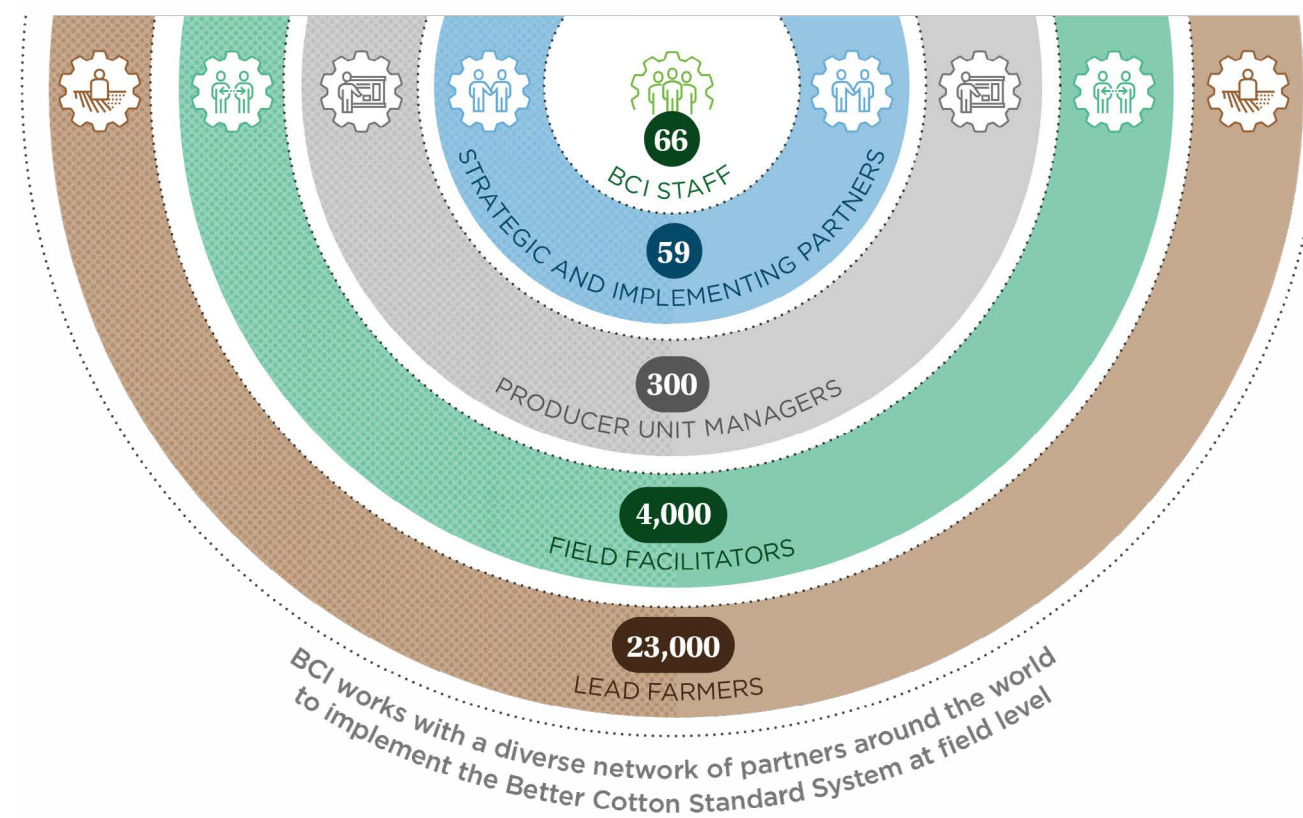 66
BCI STAFF
59
STRATEGIC AND IMPLEMENTING PARTNERS
300
PRODUCER UNIT MANAGERS
4,000
FIELD FACILITATORS
23,000
LEAD FARMERS
BCI works with a diverse network of partners around the world
to implement the Better Cotton Standard System at field level